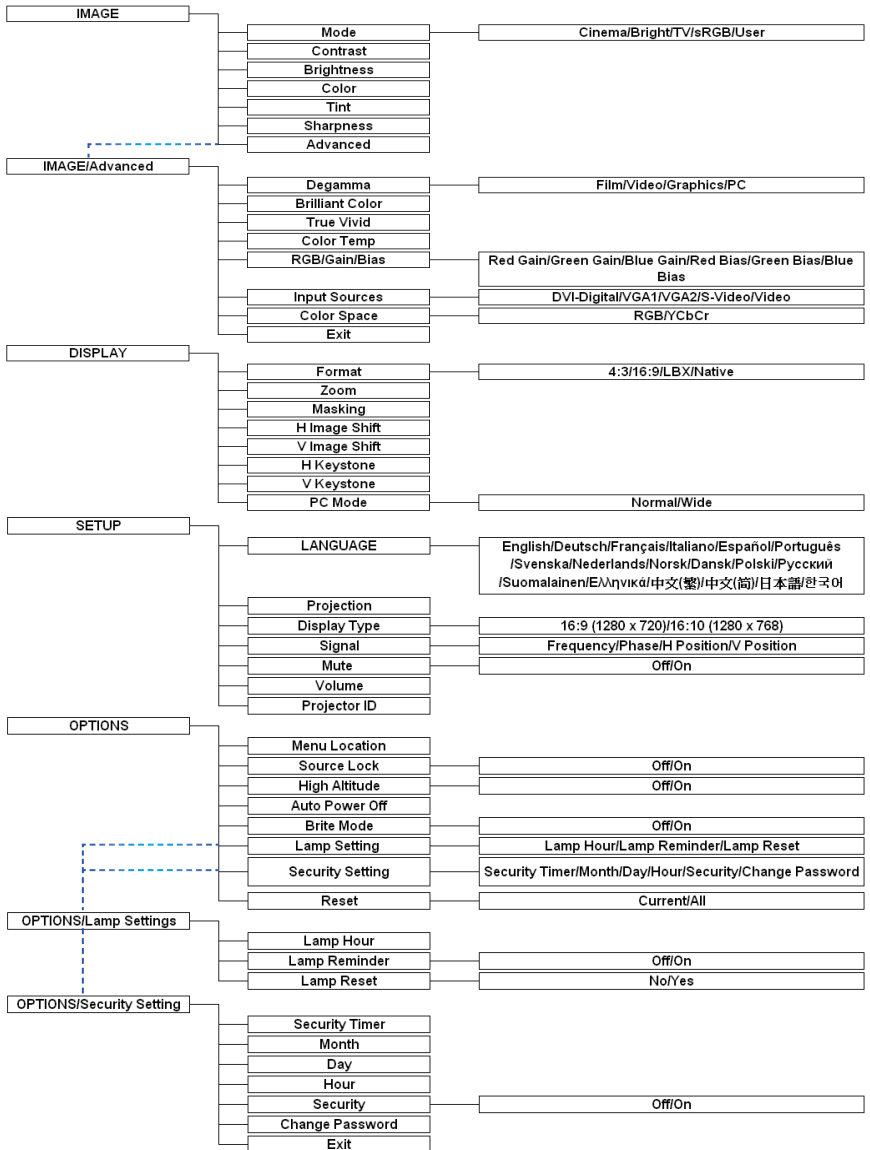 IMAGE
Mode
Cinema/Bright/TV/sRGB/User
Contrast
Brightness
Color
Tint
Sharpness
Advanced
IMAGE/Advanced
Degamma
Film/Video/Graphics/PC
Brilliant Color
True Vivid
Color Temp
RGB/Gain/Bias
Red Gain/Green Gain/Blue Gain/Red Bias/Green Bias/Blue
Bias
Input Sources
DVI-Digital/VGA1/VGA2/S-Video/Video
Color Space
RGB/YCbCr
Exit
DISPLAY
Format
4:3/16:9/LBX/Native
Zoom
Masking
H Image Shift
V Image Shift
H Keystone
V Keystone
PC Mode
Normal/Wide
SETUP
LANGUAGE
English/Deutsch/Français/Italiano/Español/Português
/Svenska/Nederlands/Norsk/Dansk/Polski/Русский
/Suomalainen/Ελληνικά/中文(繁)/中文(简)/日本語/한국어
Projection
Display Type
16:9 (1280 x 720)/16:10 (1280 x 768)
Signal
Frequency/Phase/H Position/V Position
Mute
Off/On
Volume
Projector ID
OPTIONS
Menu Location
Source Lock
Off/On
High Altitude
Off/On
Auto Power Off
Brite Mode
Off/On
Lamp Setting
Lamp Hour/Lamp Reminder/Lamp Reset
Security Setting
Security Timer/Month/Day/Hour/Security/Change Password
Reset
Current/All
OPTIONS/Lamp Settings
Lamp Hour
Lamp Reminder
Off/On
Lamp Reset
No/Yes
OPTIONS/Security Setting
Security Timer
Month
Day
Hour
Security
Off/On
Change Password
Exit